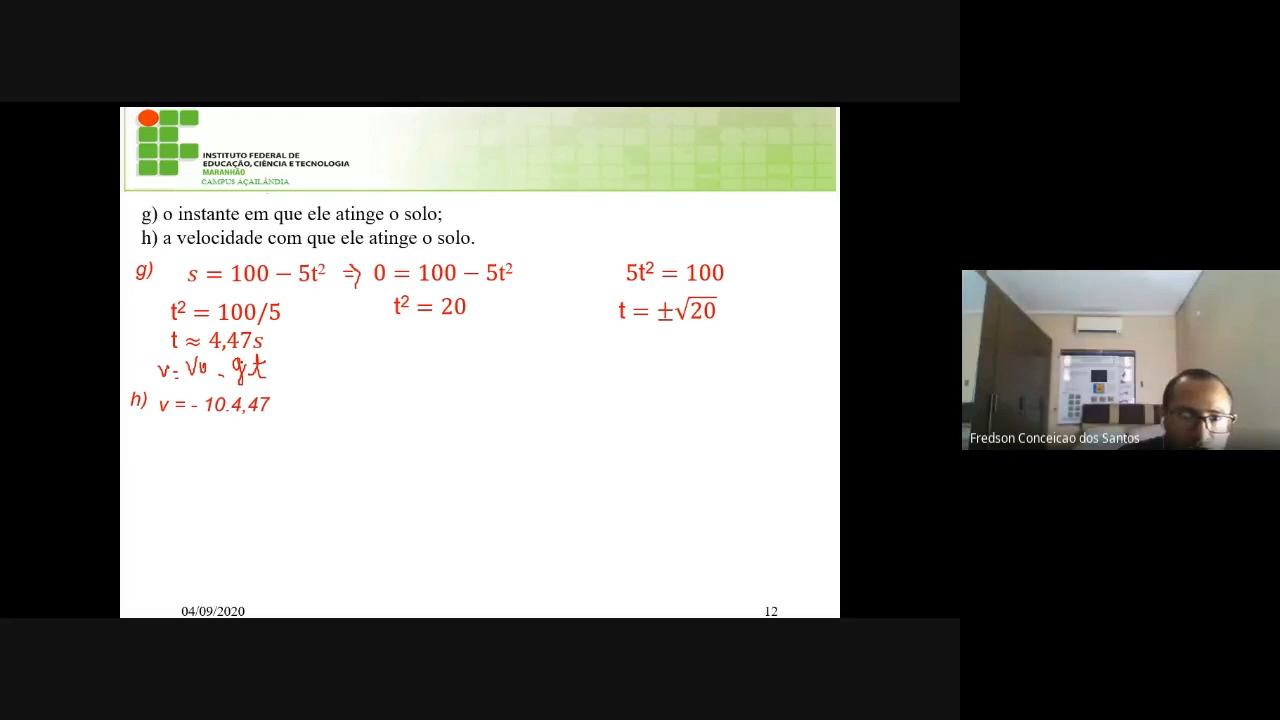 INSTITUTO FEDERAL DE
EDUCAÇÃO, CIÊNCIA E TECNOLOGIA
MARANHÃO
CAMPUS AÇAILÂNDIA
g) o instante em que ele atinge o solo;
h) a velocidade com que ele atinge o solo.
g) s = 100 − 5t² ⇒ 0 = 100 − 5t² 5t² = 100
t² = 100/5 t² = 20 t = ±√20
t ≈ 4,47s
v = V₀ - gt
h) v = - 10.4,47
04/09/2020 12
Fredson Conceicao dos Santos